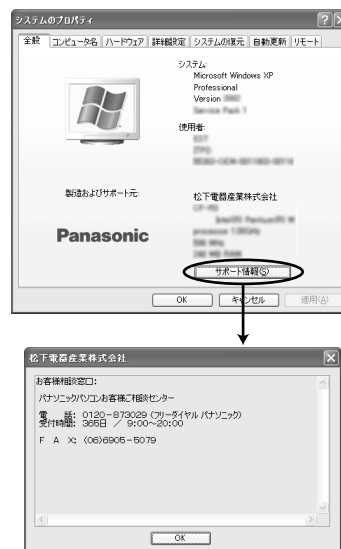 システムのプロパティ
全般 コンピュータ名 ハードウェア 詳細設定 システムの復元 自動更新 リモート
システム:
Microsoft Windows XP
Professional
Version
使用者:
製造およびサポート元:
松下電器産業株式会社
Panasonic
サポート情報(S)
OK キャンセル 適用(A)
松下電器産業株式会社
お客様相談窓口:
パナソニックパソコンお客様ご相談センター
電　　話: 0120-873029 (フリーダイヤル パナソニック)
受付時間: 365日 / 9:00~20:00
F A X: (06)6905-5079
OK